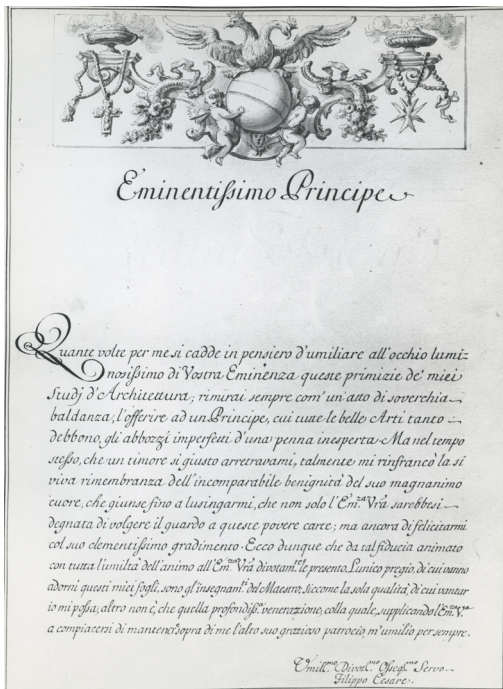 Eminentissimo Principe
Quante volte per me si cadde in pensiero d'umiliare all'occhio lumi=
nosissimo di Vostra Eminenza queste primizie de' miei
Studj d'Architettura; rimirai sempre com'un'atto di soverchia
baldanza, l'offerire ad un Principe, cui tutte le belle Arti tanto
debbono, gli abbozzi imperfetti d'una penna inesperta. Ma nel tempo
stesso, che un timore sì giusto arretravami, talmente mi rinfrancò la sì
viva rimembranza dell'incomparabile benignità del suo magnanimo
cuore, che giunse fino a lusingarmi, che non solo l'Em.za Vra sarebbesi
degnata di volgere il guardo a queste povere carte; ma ancora di felicitarmi
col suo clementissimo gradimento. Ecco dunque che da tal fiducia animato
con tutta l'umiltà dell'animo all'Em.za Vra divotam.te le presento. L'unico pregio, di cui vanno
adorni questi miei fogli, sono gl'insegnam.ti del Maestro, siccome la sola qualità, di cui vantar
io mi possa, altro non è, che quella profondiss.a venerazione, colla quale, supplicando l'Em.za V.ra
a compiacersi di mantener sopra di me l'alto suo grazioso patrocio, m'umilio per sempre.
Umill.mo Divot.mo Osseq.mo Servo
Filippo Cesare.